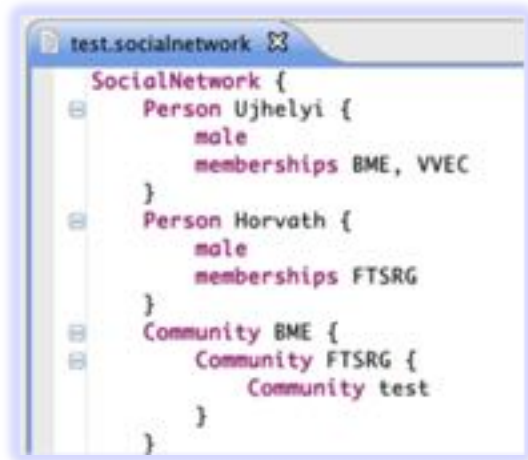 test.socialnetwork
SocialNetwork {
Person Ujhelyi {
male
memberships BME, VVEC
}
Person Horvath {
male
memberships FTSRG
}
Community BME {
Community FTSRG {
Community test
}
}